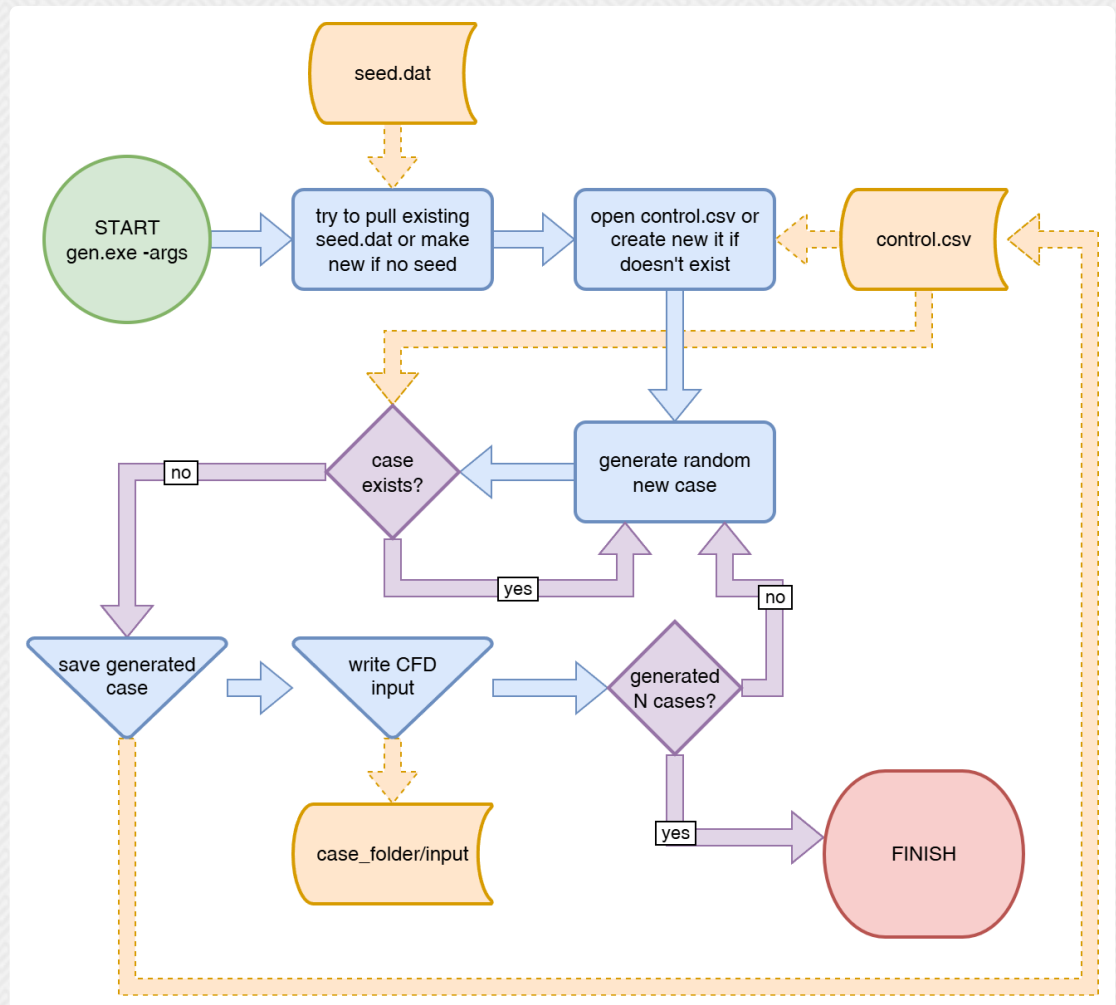 seed.dat
START
gen.exe -args
try to pull existing
seed.dat or make
new if no seed
open control.csv or
create new it if
doesn't exist
control.csv
case
exists?
generate random
new case
no
yes
no
save generated
case
write CFD
input
generated
N cases?
yes
case_folder/input
FINISH